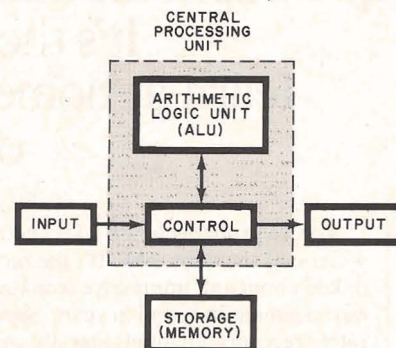 CENTRAL
PROCESSING
UNIT
ARITHMETIC
LOGIC UNIT
(ALU)
INPUT
CONTROL
OUTPUT
STORAGE
(MEMORY)